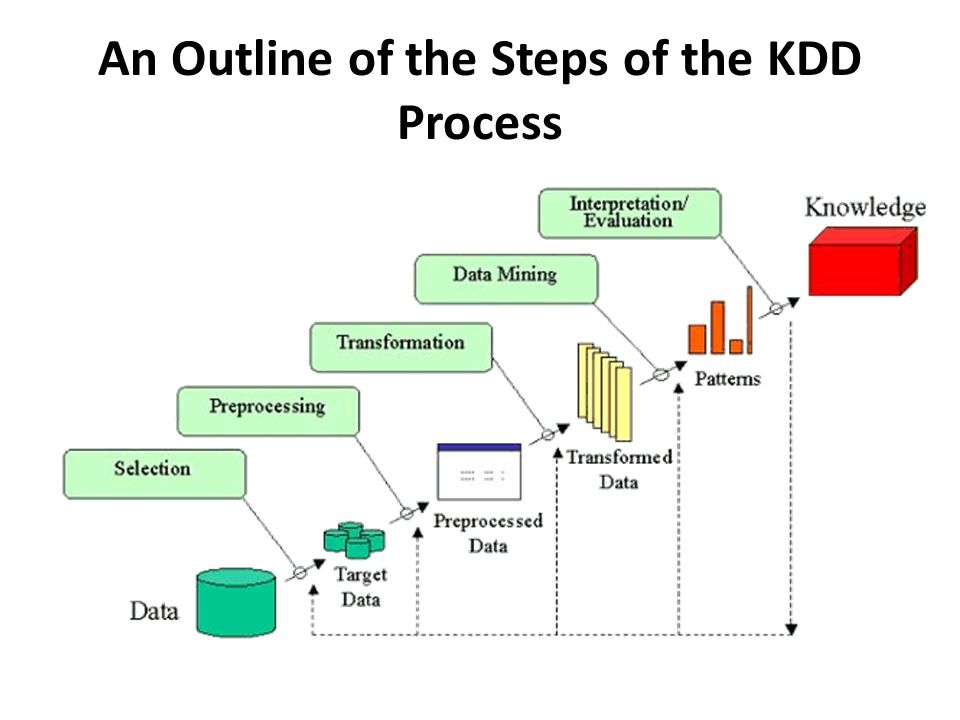 An Outline of the Steps of the KDD
Process
Interpretation/
Evaluation
Knowledge
Data Mining
Transformation
Patterns
Preprocessing
Transformed
Data
Selection
Preprocessed
Data
Target
Data
Data